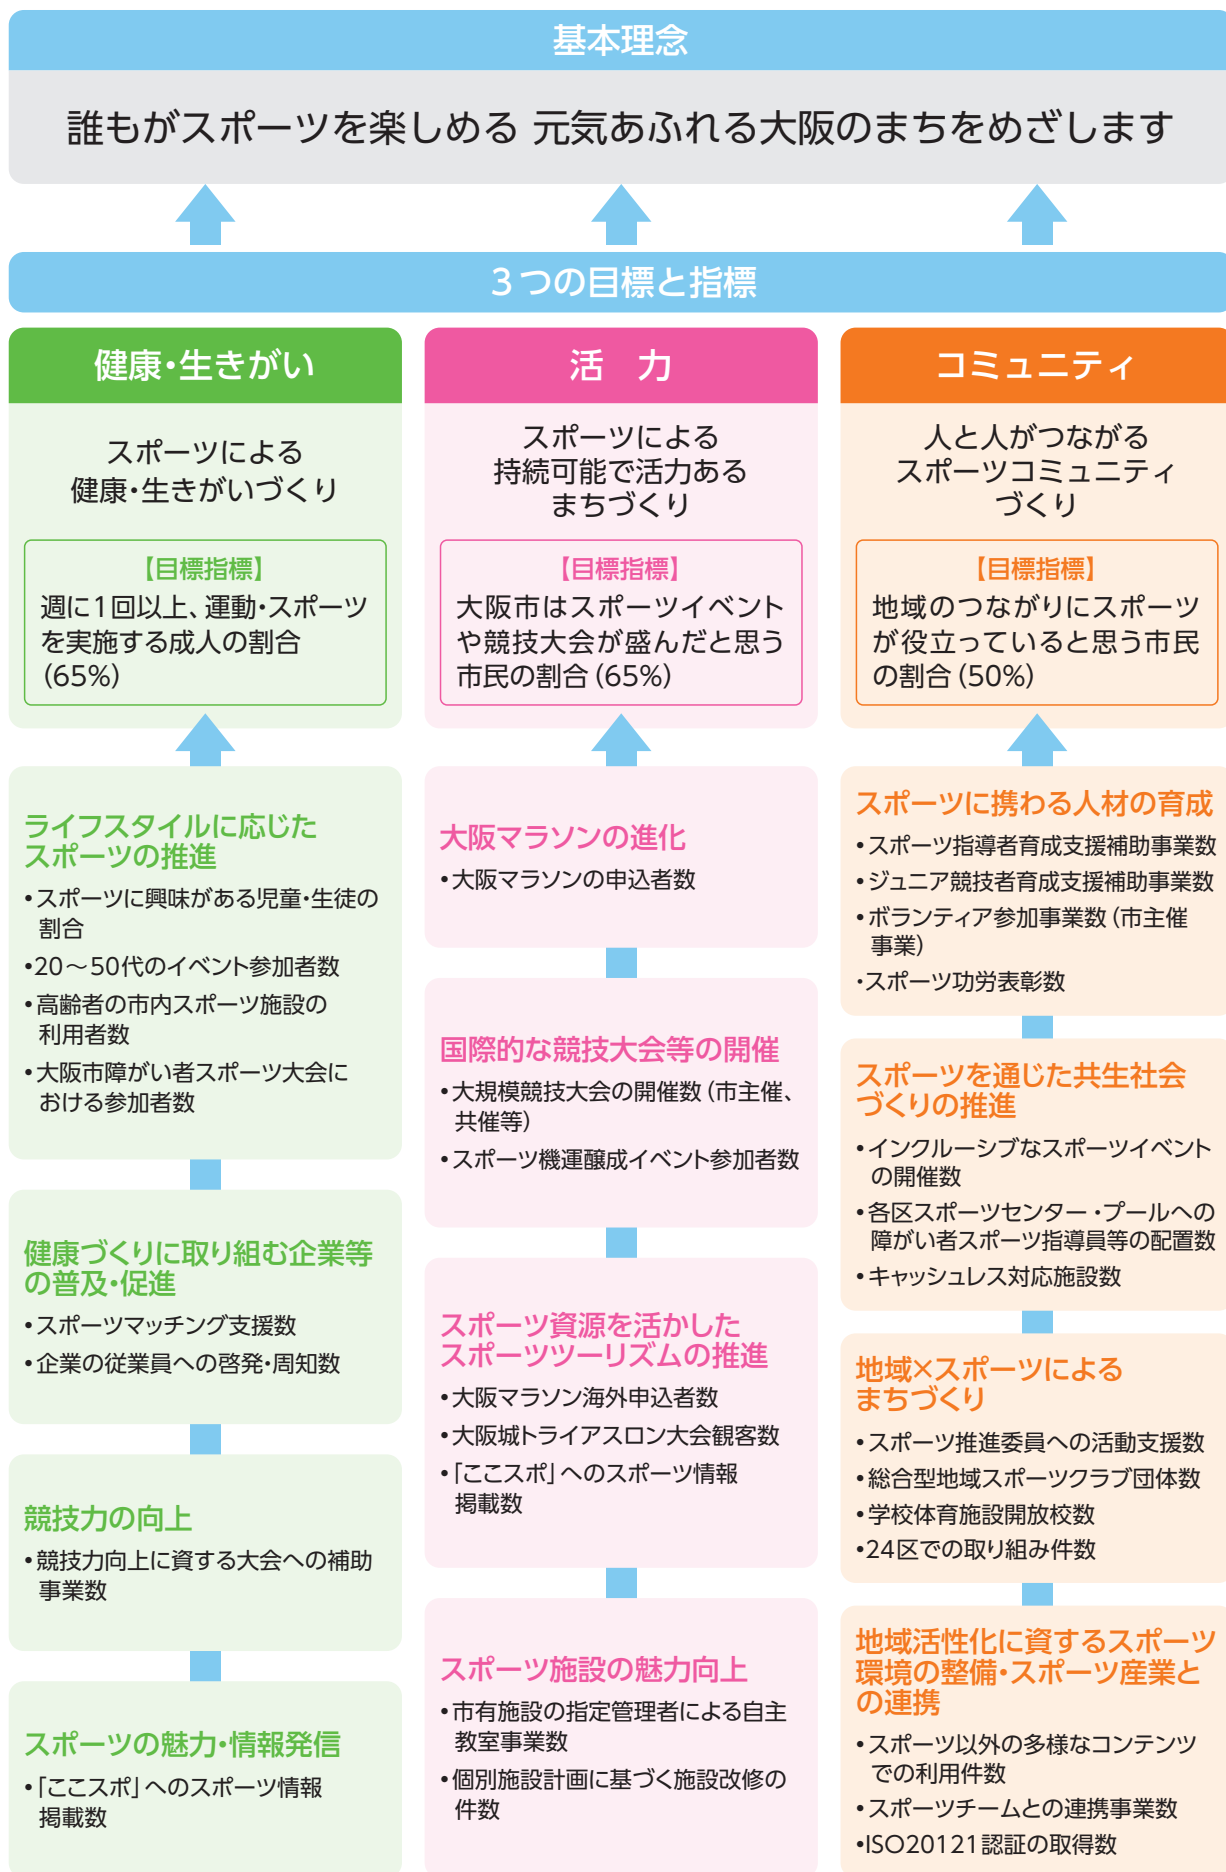 基本理念
誰もがスポーツを楽しめる 元気あふれる大阪のまちをめざします
3つの目標と指標
健康・生きがい
スポーツによる
健康・生きがいづくり
【目標指標】
週に1回以上、運動・スポーツ
を実施する成人の割合
(65%)
ライフスタイルに応じた
スポーツの推進
•スポーツに興味がある児童・生徒の
割合
•20～50代のイベント参加者数
•高齢者の市内スポーツ施設の
利用者数
•大阪市障がい者スポーツ大会に
おける参加者数
健康づくりに取り組む企業等
の普及・促進
•スポーツマッチング支援数
•企業の従業員への啓発・周知数
競技力の向上
•競技力向上に資する大会への補助
事業数
スポーツの魅力・情報発信
•「ここスポ」へのスポーツ情報
掲載数
活　力
スポーツによる
持続可能で活力ある
まちづくり
【目標指標】
大阪市はスポーツイベント
や競技大会が盛んだと思う
市民の割合(65%)
大阪マラソンの進化
•大阪マラソンの申込者数
国際的な競技大会等の開催
•大規模競技大会の開催数(市主催、
共催等)
•スポーツ機運醸成イベント参加者数
スポーツ資源を活かした
スポーツツーリズムの推進
•大阪マラソン海外申込者数
•大阪城トライアスロン大会観客数
•「ここスポ」へのスポーツ情報
掲載数
スポーツ施設の魅力向上
•市有施設の指定管理者による自主
教室事業数
•個別施設計画に基づく施設改修の
件数
コミュニティ
人と人がつながる
スポーツコミュニティ
づくり
【目標指標】
地域のつながりにスポーツ
が役立っていると思う市民
の割合(50%)
スポーツに携わる人材の育成
•スポーツ指導者育成支援補助事業数
•ジュニア競技者育成支援補助事業数
•ボランティア参加事業数(市主催
事業)
・スポーツ功労表彰数
スポーツを通じた共生社会
づくりの推進
•インクルーシブなスポーツイベント
の開催数
•各区スポーツセンター・プールへの
障がい者スポーツ指導員等の配置数
•キャッシュレス対応施設数
地域×スポーツによる
まちづくり
•スポーツ推進委員への活動支援数
•総合型地域スポーツクラブ団体数
•学校体育施設開放校数
•24区での取り組み件数
地域活性化に資するスポーツ
環境の整備・スポーツ産業と
の連携
•スポーツ以外の多様なコンテンツ
での利用件数
•スポーツチームとの連携事業数
•ISO20121認証の取得数